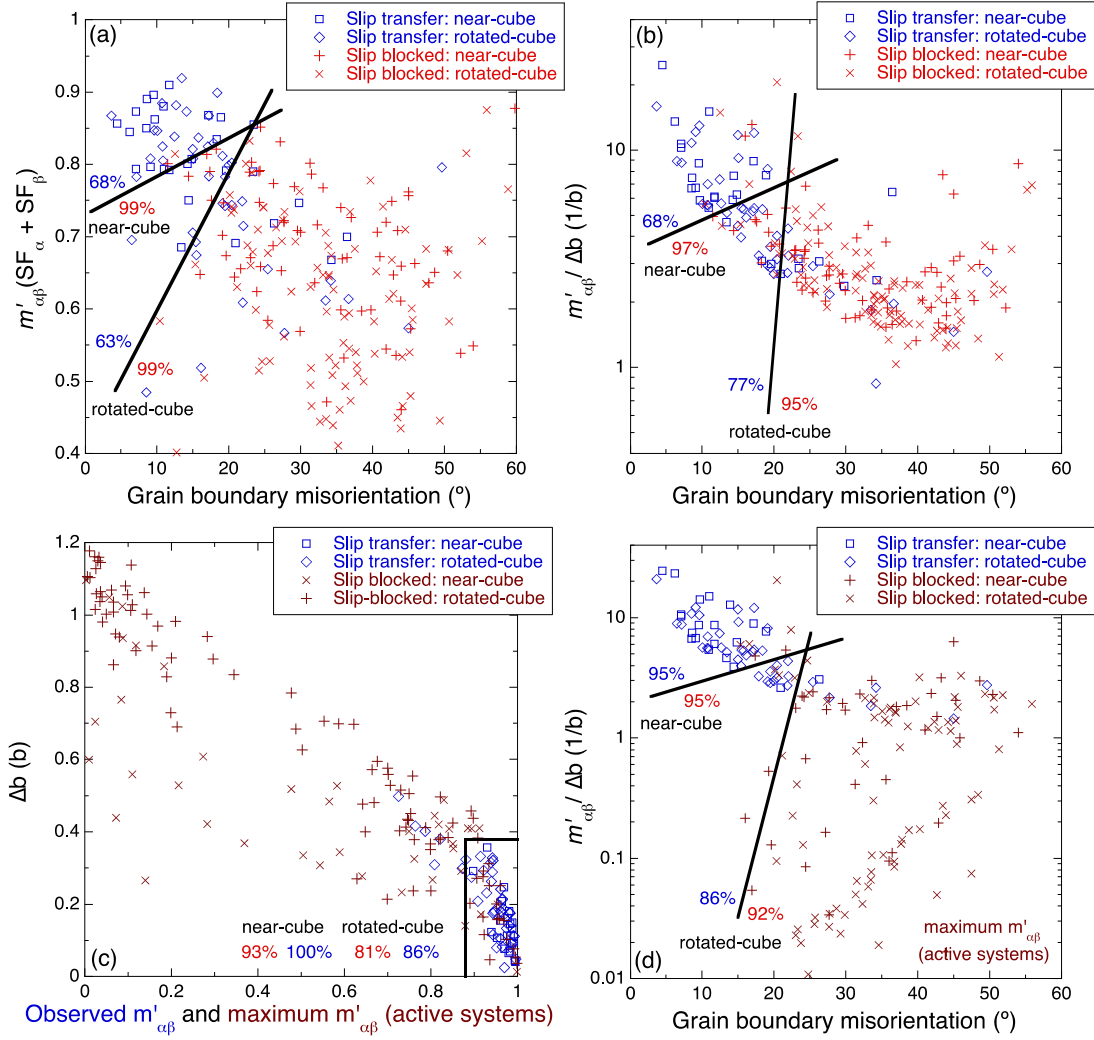 (a)
Slip transfer: near-cube
Slip transfer: rotated-cube
Slip blocked: near-cube
Slip blocked: rotated-cube
1
0.9
0.8
0.7
0.6
0.5
0.4
m′αβ(SFα + SFβ)
68%
99%
near-cube
63%
99%
rotated-cube
0 10 20 30 40 50 60
Grain boundary misorientation (º)
(b)
Slip transfer: near-cube
Slip transfer: rotated-cube
Slip blocked: near-cube
Slip blocked: rotated-cube
10
1
m′αβ/ Δb (1/b)
68%
97%
near-cube
77%
95%
rotated-cube
0 10 20 30 40 50 60
Grain boundary misorientation (º)
Slip transfer: near-cube
Slip transfer: rotated-cube
Slip blocked: near-cube
Slip-blocked: rotated-cube
1.2
1
0.8
0.6
0.4
0.2
0
Δb (b)
near-cube rotated-cube
93% 100% 81% 86%
(c)
0 0.2 0.4 0.6 0.8 1
Observed m'αβ and maximum m'αβ (active systems)
Slip transfer: near-cube
Slip transfer: rotated-cube
Slip blocked: near-cube
Slip blocked: rotated-cube
10
1
0.1
0.01
m′αβ/ Δb (1/b)
95%
95%
near-cube
86%
92%
rotated-cube
maximum m'αβ
(active systems)
(d)
0 10 20 30 40 50 60
Grain boundary misorientation (º)